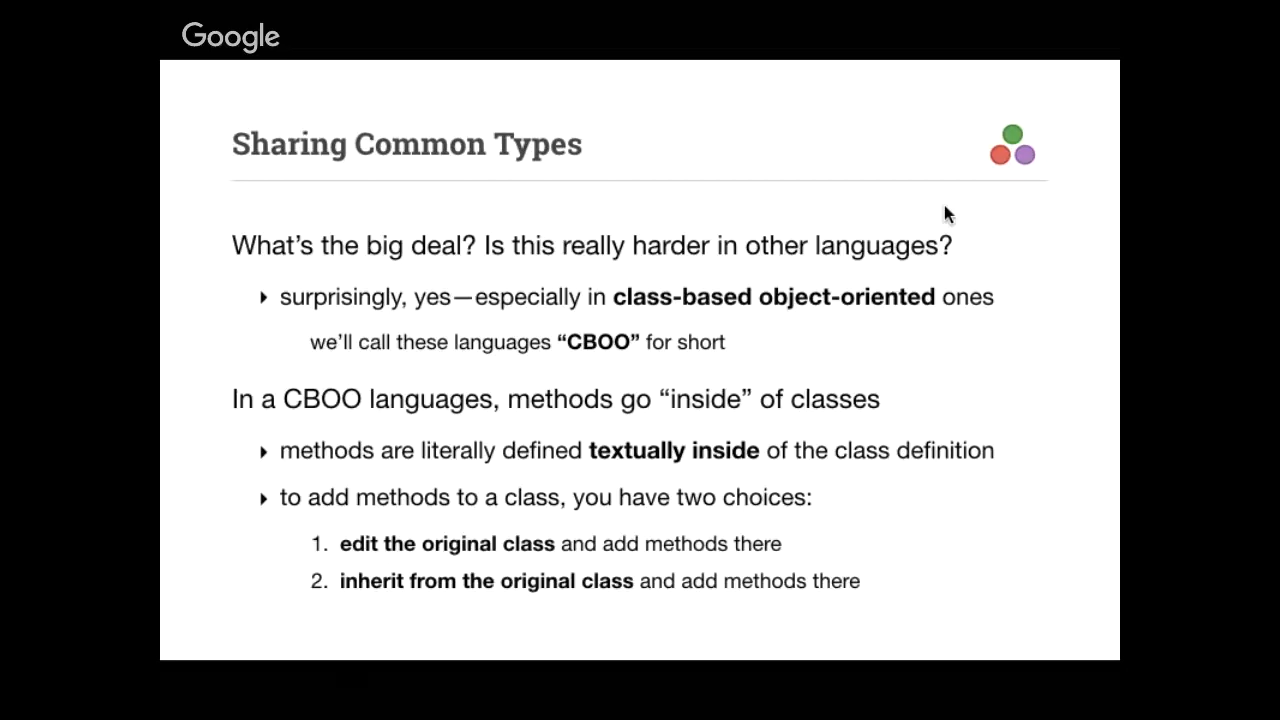 Google
Sharing Common Types
What’s the big deal? Is this really harder in other languages?
‣ surprisingly, yes—especially in class-based object-oriented ones
we’ll call these languages “CBOO” for short
In a CBOO languages, methods go “inside” of classes
‣ methods are literally defined textually inside of the class definition
‣ to add methods to a class, you have two choices:
1. edit the original class and add methods there
2. inherit from the original class and add methods there